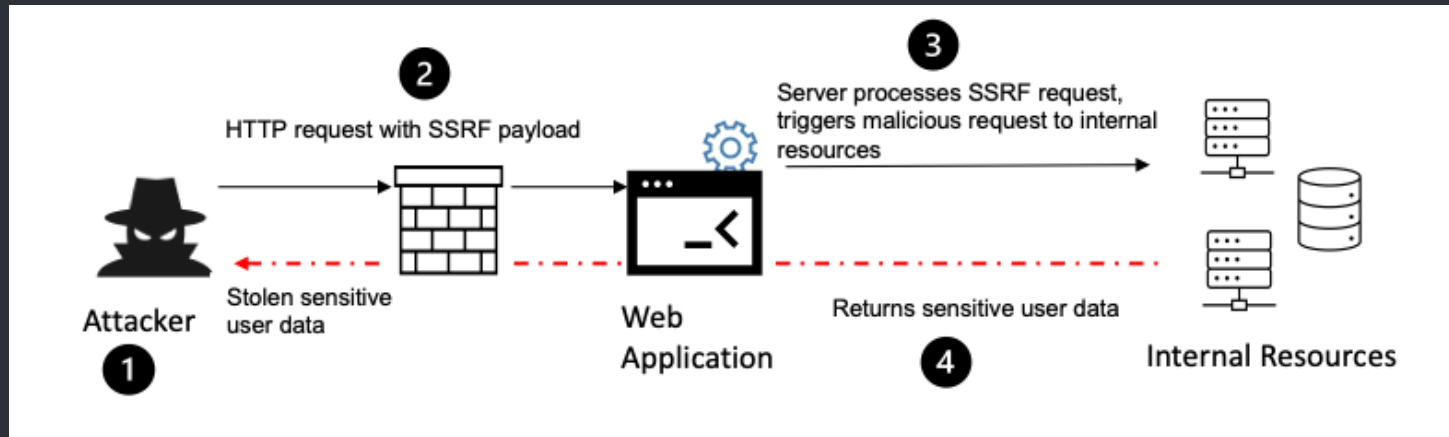 2
HTTP request with SSRF payload
3
Server processes SSRF request,
triggers malicious request to internal
resources
Stolen sensitive
user data
Attacker
1
Web
Application
Returns sensitive user data
4
Internal Resources